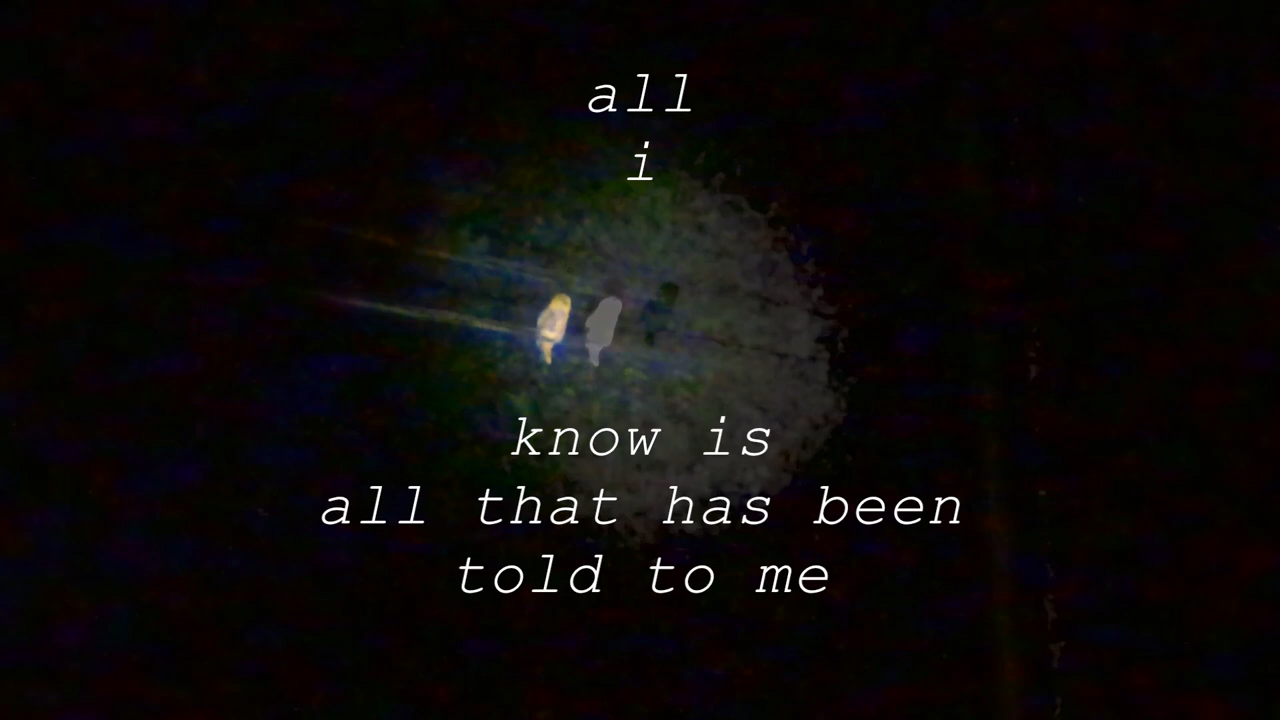 all
i
know is
all that has been
told to me